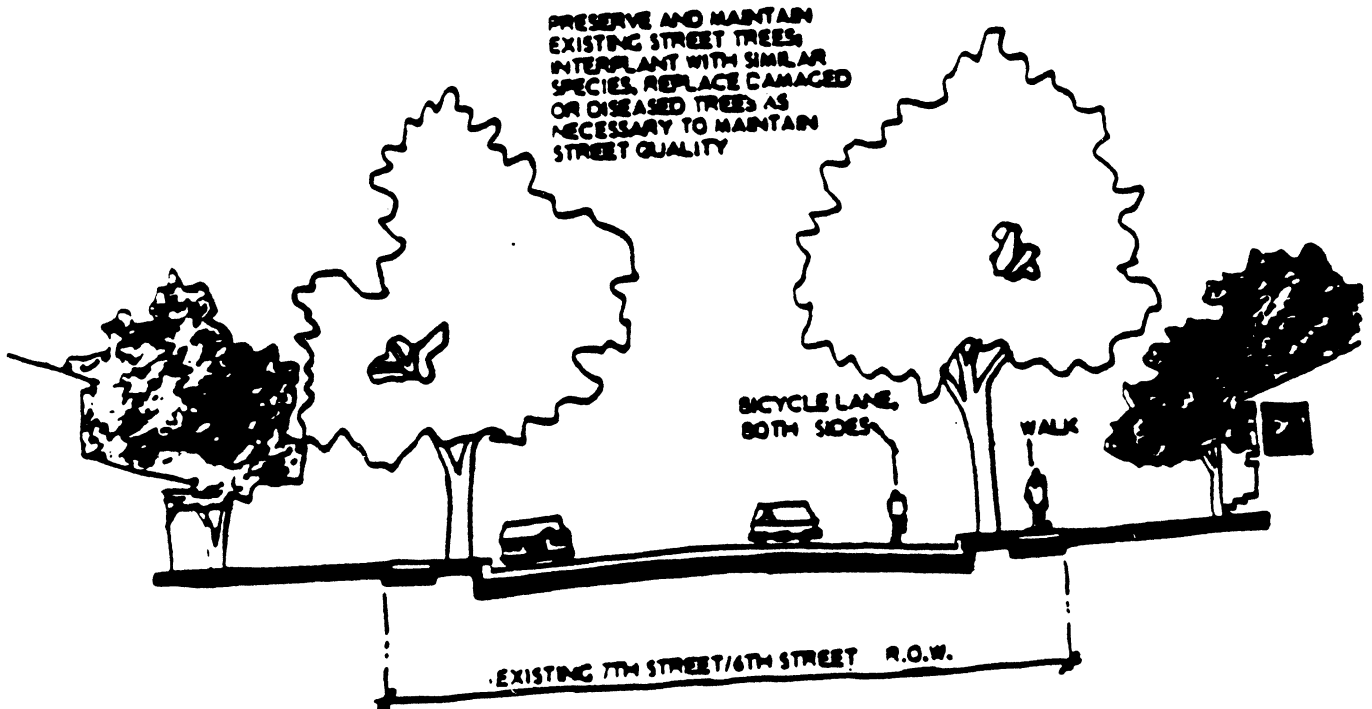 PRESERVE AND MAINTAIN
EXISTING STREET TREES;
INTERPLANT WITH SIMILAR
SPECIES, REPLACE DAMAGED
OR DISEASED TREES AS
NECESSARY TO MAINTAIN
STREET QUALITY
BICYCLE LANE,
BOTH SIDES
WALK
EXISTING 7TH STREET/6TH STREET R.O.W.